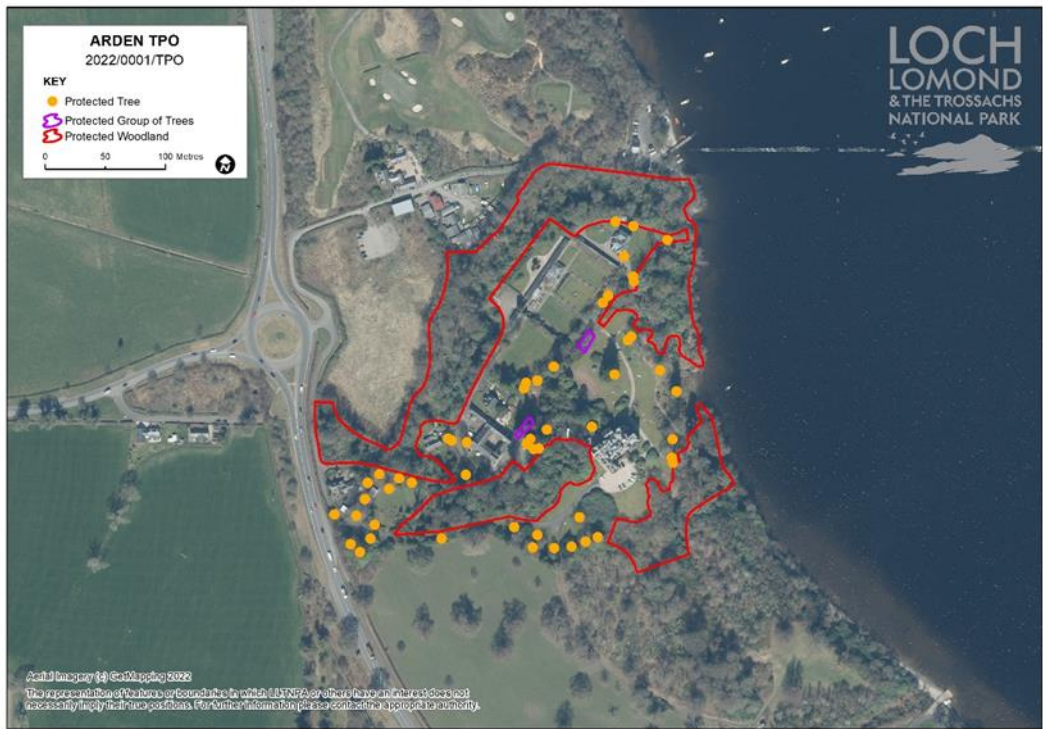 ARDEN TPO
2022/0001/TPO
KEY
Protected Tree
Protected Group of Trees
Protected Woodland
0 50 100 Metres
N
LOCH
LOMOND
& THE TROSSACHS
NATIONAL PARK
Aerial Imagery (c) GetMapping 2022
The representation of features or boundaries in which LLTNPA or others have an interest does not
necessarily imply their true positions. For further information please contact the appropriate authority.